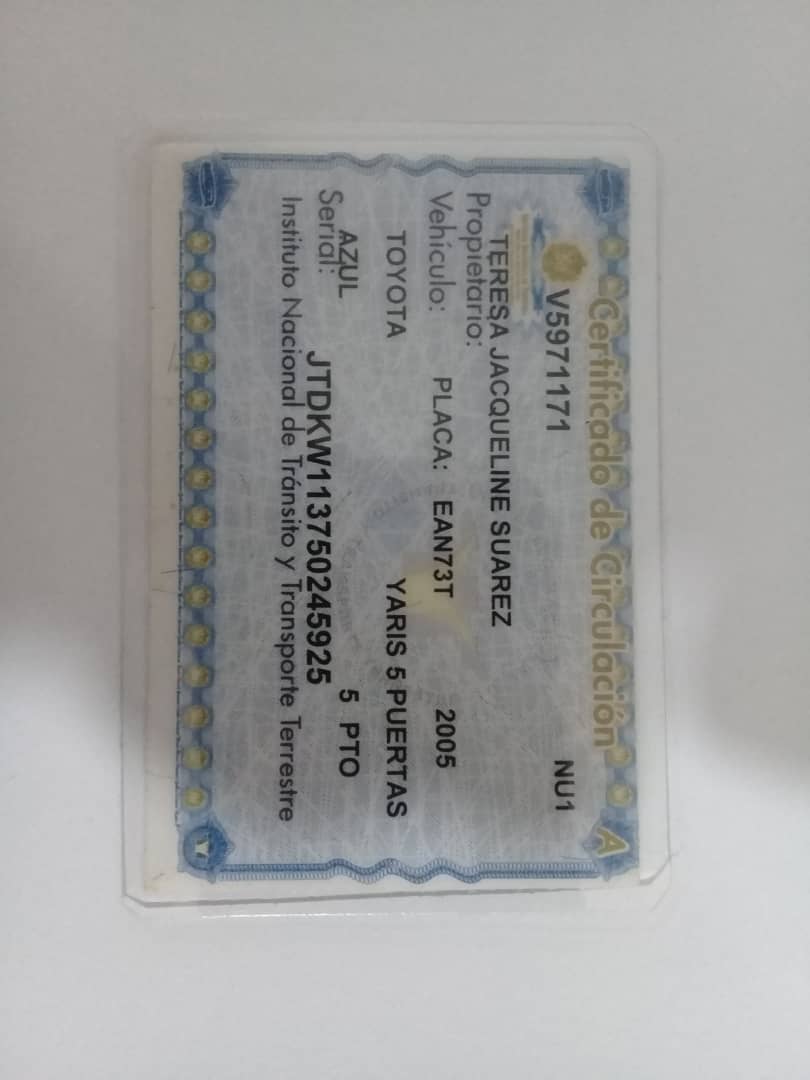 Certificado de Circulación A
V5971171 NU1
TERESA JACQUELINE SUAREZ
Propietario:
Vehículo: PLACA: EAN73T 2005
TOYOTA YARIS 5 PUERTAS
AZUL 5 PTO
Serial: JTDKW113750245925
Instituto Nacional de Tránsito y Transporte Terrestre